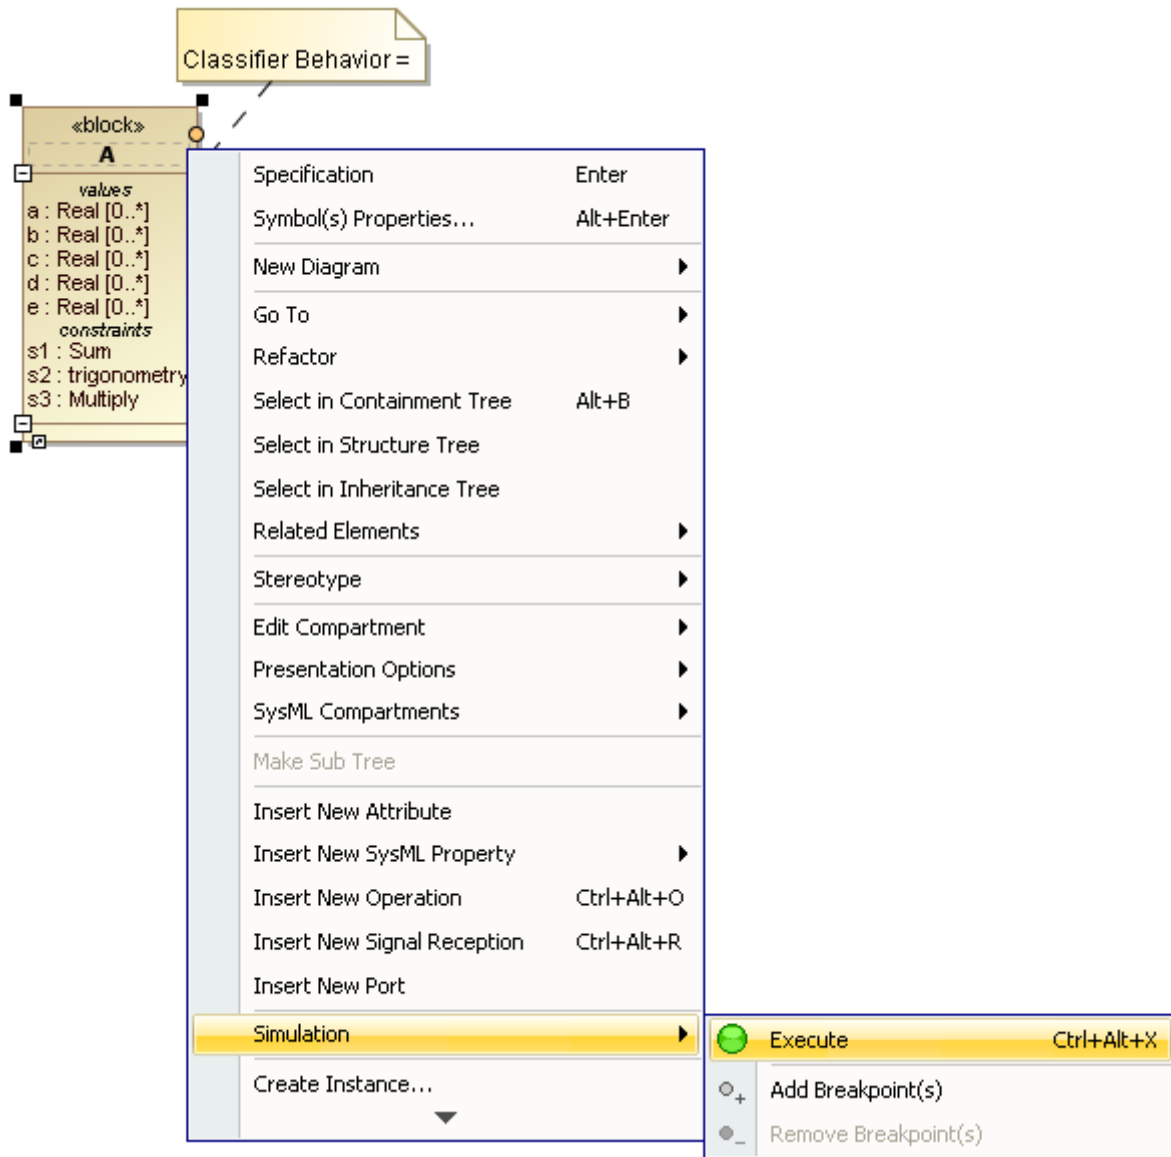 Classifier Behavior =
«block»
A
values
a : Real [0..*]
b : Real [0..*]
c : Real [0..*]
d : Real [0..*]
e : Real [0..*]
constraints
s1 : Sum
s2 : trigonometry
s3 : Multiply
Specification Enter
Symbol(s) Properties... Alt+Enter
New Diagram
Go To
Refactor
Select in Containment Tree Alt+B
Select in Structure Tree
Select in Inheritance Tree
Related Elements
Stereotype
Edit Compartment
Presentation Options
SysML Compartments
Make Sub Tree
Insert New Attribute
Insert New SysML Property
Insert New Operation Ctrl+Alt+O
Insert New Signal Reception Ctrl+Alt+R
Insert New Port
Simulation
Create Instance...
Execute Ctrl+Alt+X
Add Breakpoint(s)
Remove Breakpoint(s)